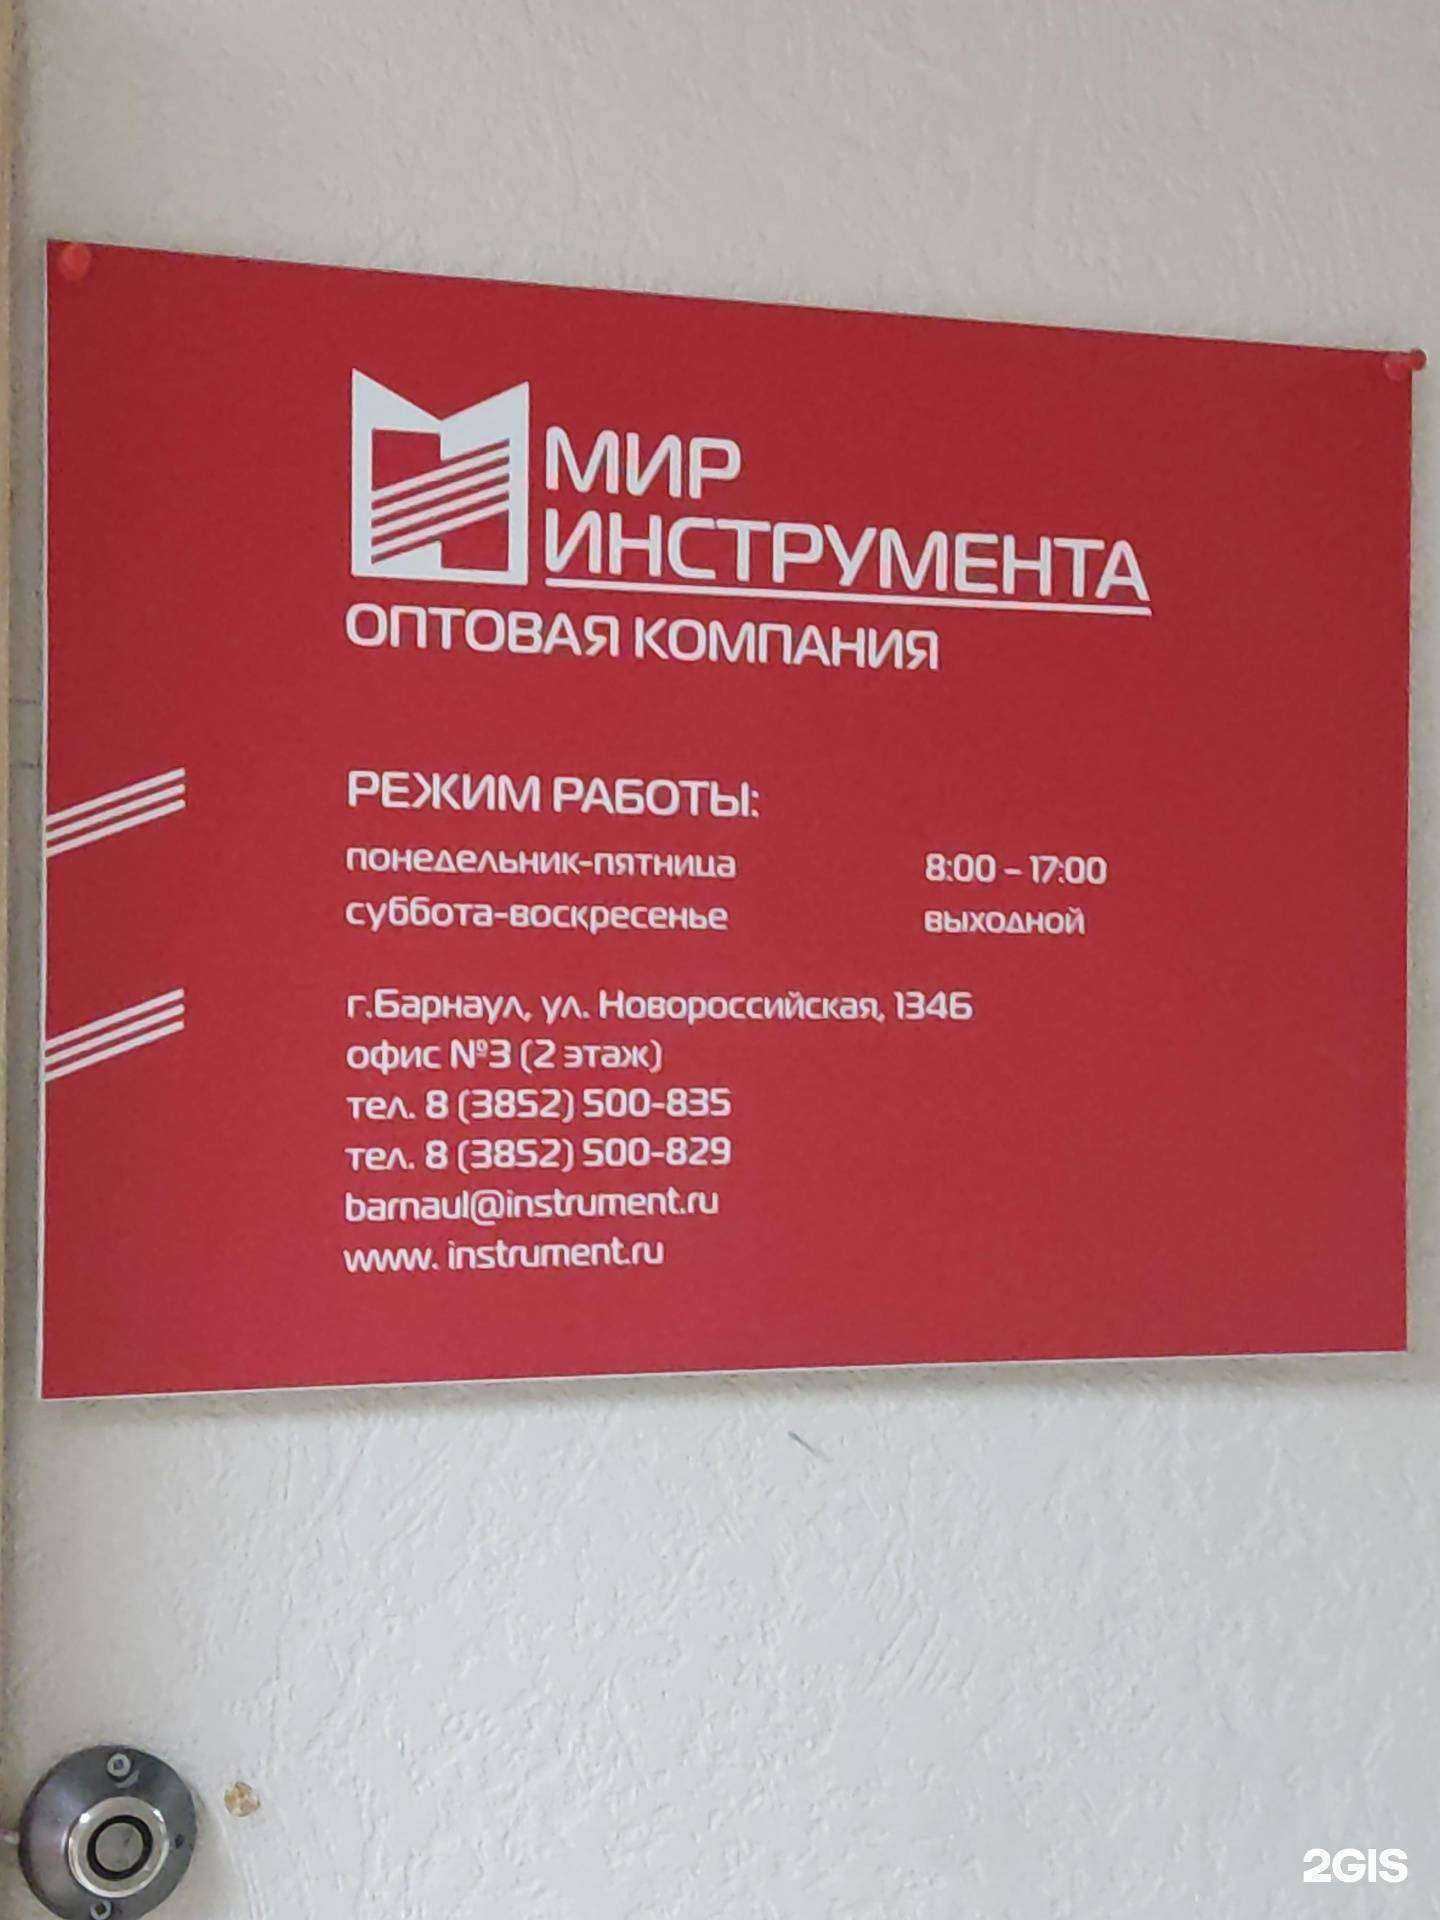 МИР
ИНСТРУМЕНТА
ОПТОВАЯ КОМПАНИЯ
РЕЖИМ РАБОТЫ:
понедельник-пятница 8:00 – 17:00
суббота-воскресенье выходной
г.Барнаул, ул. Новороссийская, 134Б
офис №3 (2 этаж)
тел. 8 (3852) 500-835
тел. 8 (3852) 500-829
barnaul@instrument.ru
www. instrument.ru
2GIS